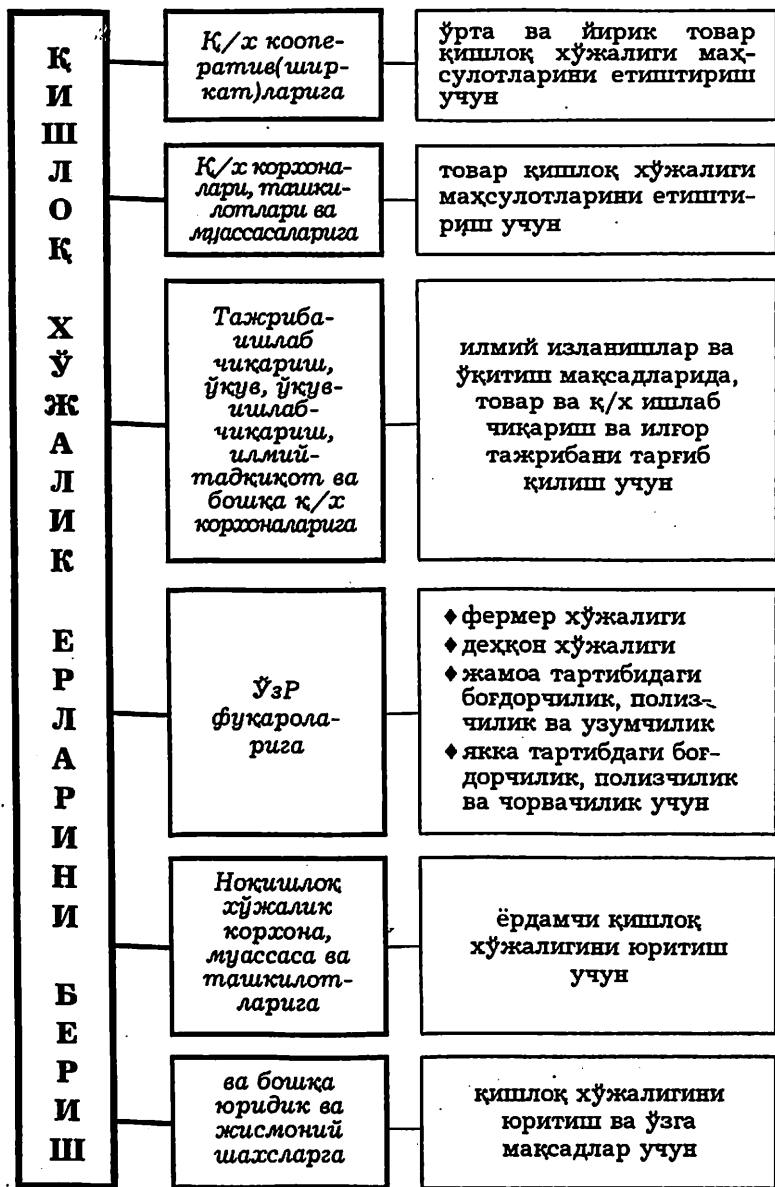 ҚИШЛОҚ ХЎЖАЛИК ЕРЛАРИНИ БЕРИШ
Қ/х коопе-
ратив(шир-
кат)ларига
ўрта ва йирик товар
қишлоқ хўжалиги маҳ-
сулотларини етиштириш
учун
Қ/х корхона-
лари, ташки-
лотлари ва
муассасаларига
товар қишлоқ хўжалиги
маҳсулотларини етишти-
риш учун
Тажриба-
ишлаб
чиқариш,
ўқув, ўқув-
ишлаб-
чиқариш,
илмий-
тадқиқот ва
бошқа қ/х
корхоналарига
илмий изланишлар ва
ўқитиш мақсадларида,
товар ва қ/х ишлаб
чиқариш ва илғор
тажрибани тарғиб
қилиш учун
ЎзР
фуқарола-
рига
♦ фермер хўжалиги
♦ деҳқон хўжалиги
♦ жамоа тартибидаги
боғдорчилик, полиз-
чилик ва узумчилик
♦ якка тартибдаги боғ-
дорчилик, полизчилик
ва чорвачилик учун
Ноқишлоқ
хўжалик
корхона,
муассаса ва
ташкилот-
ларига
ёрдамчи қишлоқ
хўжалигини юритиш
учун
ва бошқа
юридик ва
жисмоний
шахсларга
қишлоқ хўжалигини
юритиш ва ўзга
мақсадлар учун